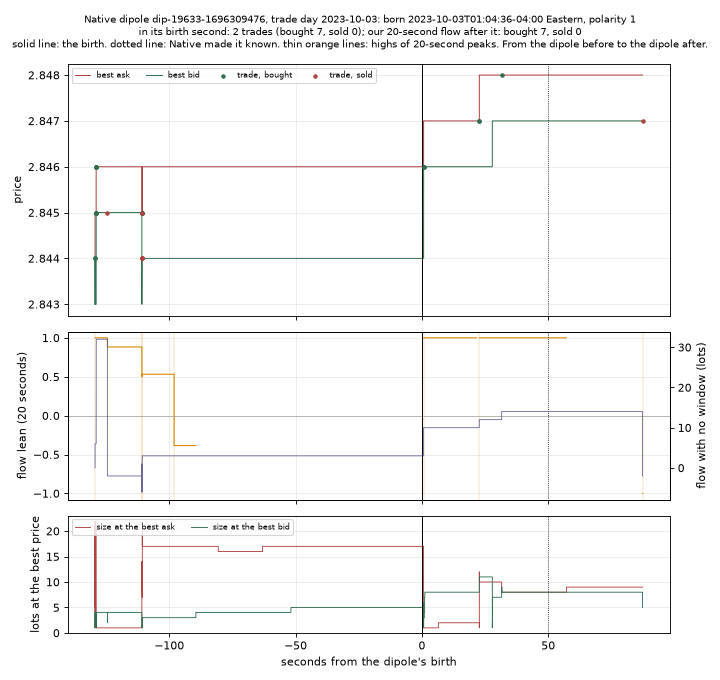 Native dipole dip-19633-1696309476, trade day 2023-10-03: born 2023-10-03T01:04:36-04:00 Eastern, polarity 1
in its birth second: 2 trades (bought 7, sold 0); our 20-second flow after it: bought 7, sold 0
solid line: the birth. dotted line: Native made it known. thin orange lines: highs of 20-second peaks. From the dipole before to the dipole after.
best ask
best bid
trade, bought
trade, sold
2.848
2.847
2.846
2.845
2.844
2.843
price
1.0
0.5
0.0
−0.5
−1.0
flow lean (20 seconds)
30
20
10
0
flow with no window (lots)
size at the best ask
size at the best bid
20
15
10
5
0
lots at the best price
−100
−50
0
50
seconds from the dipole's birth